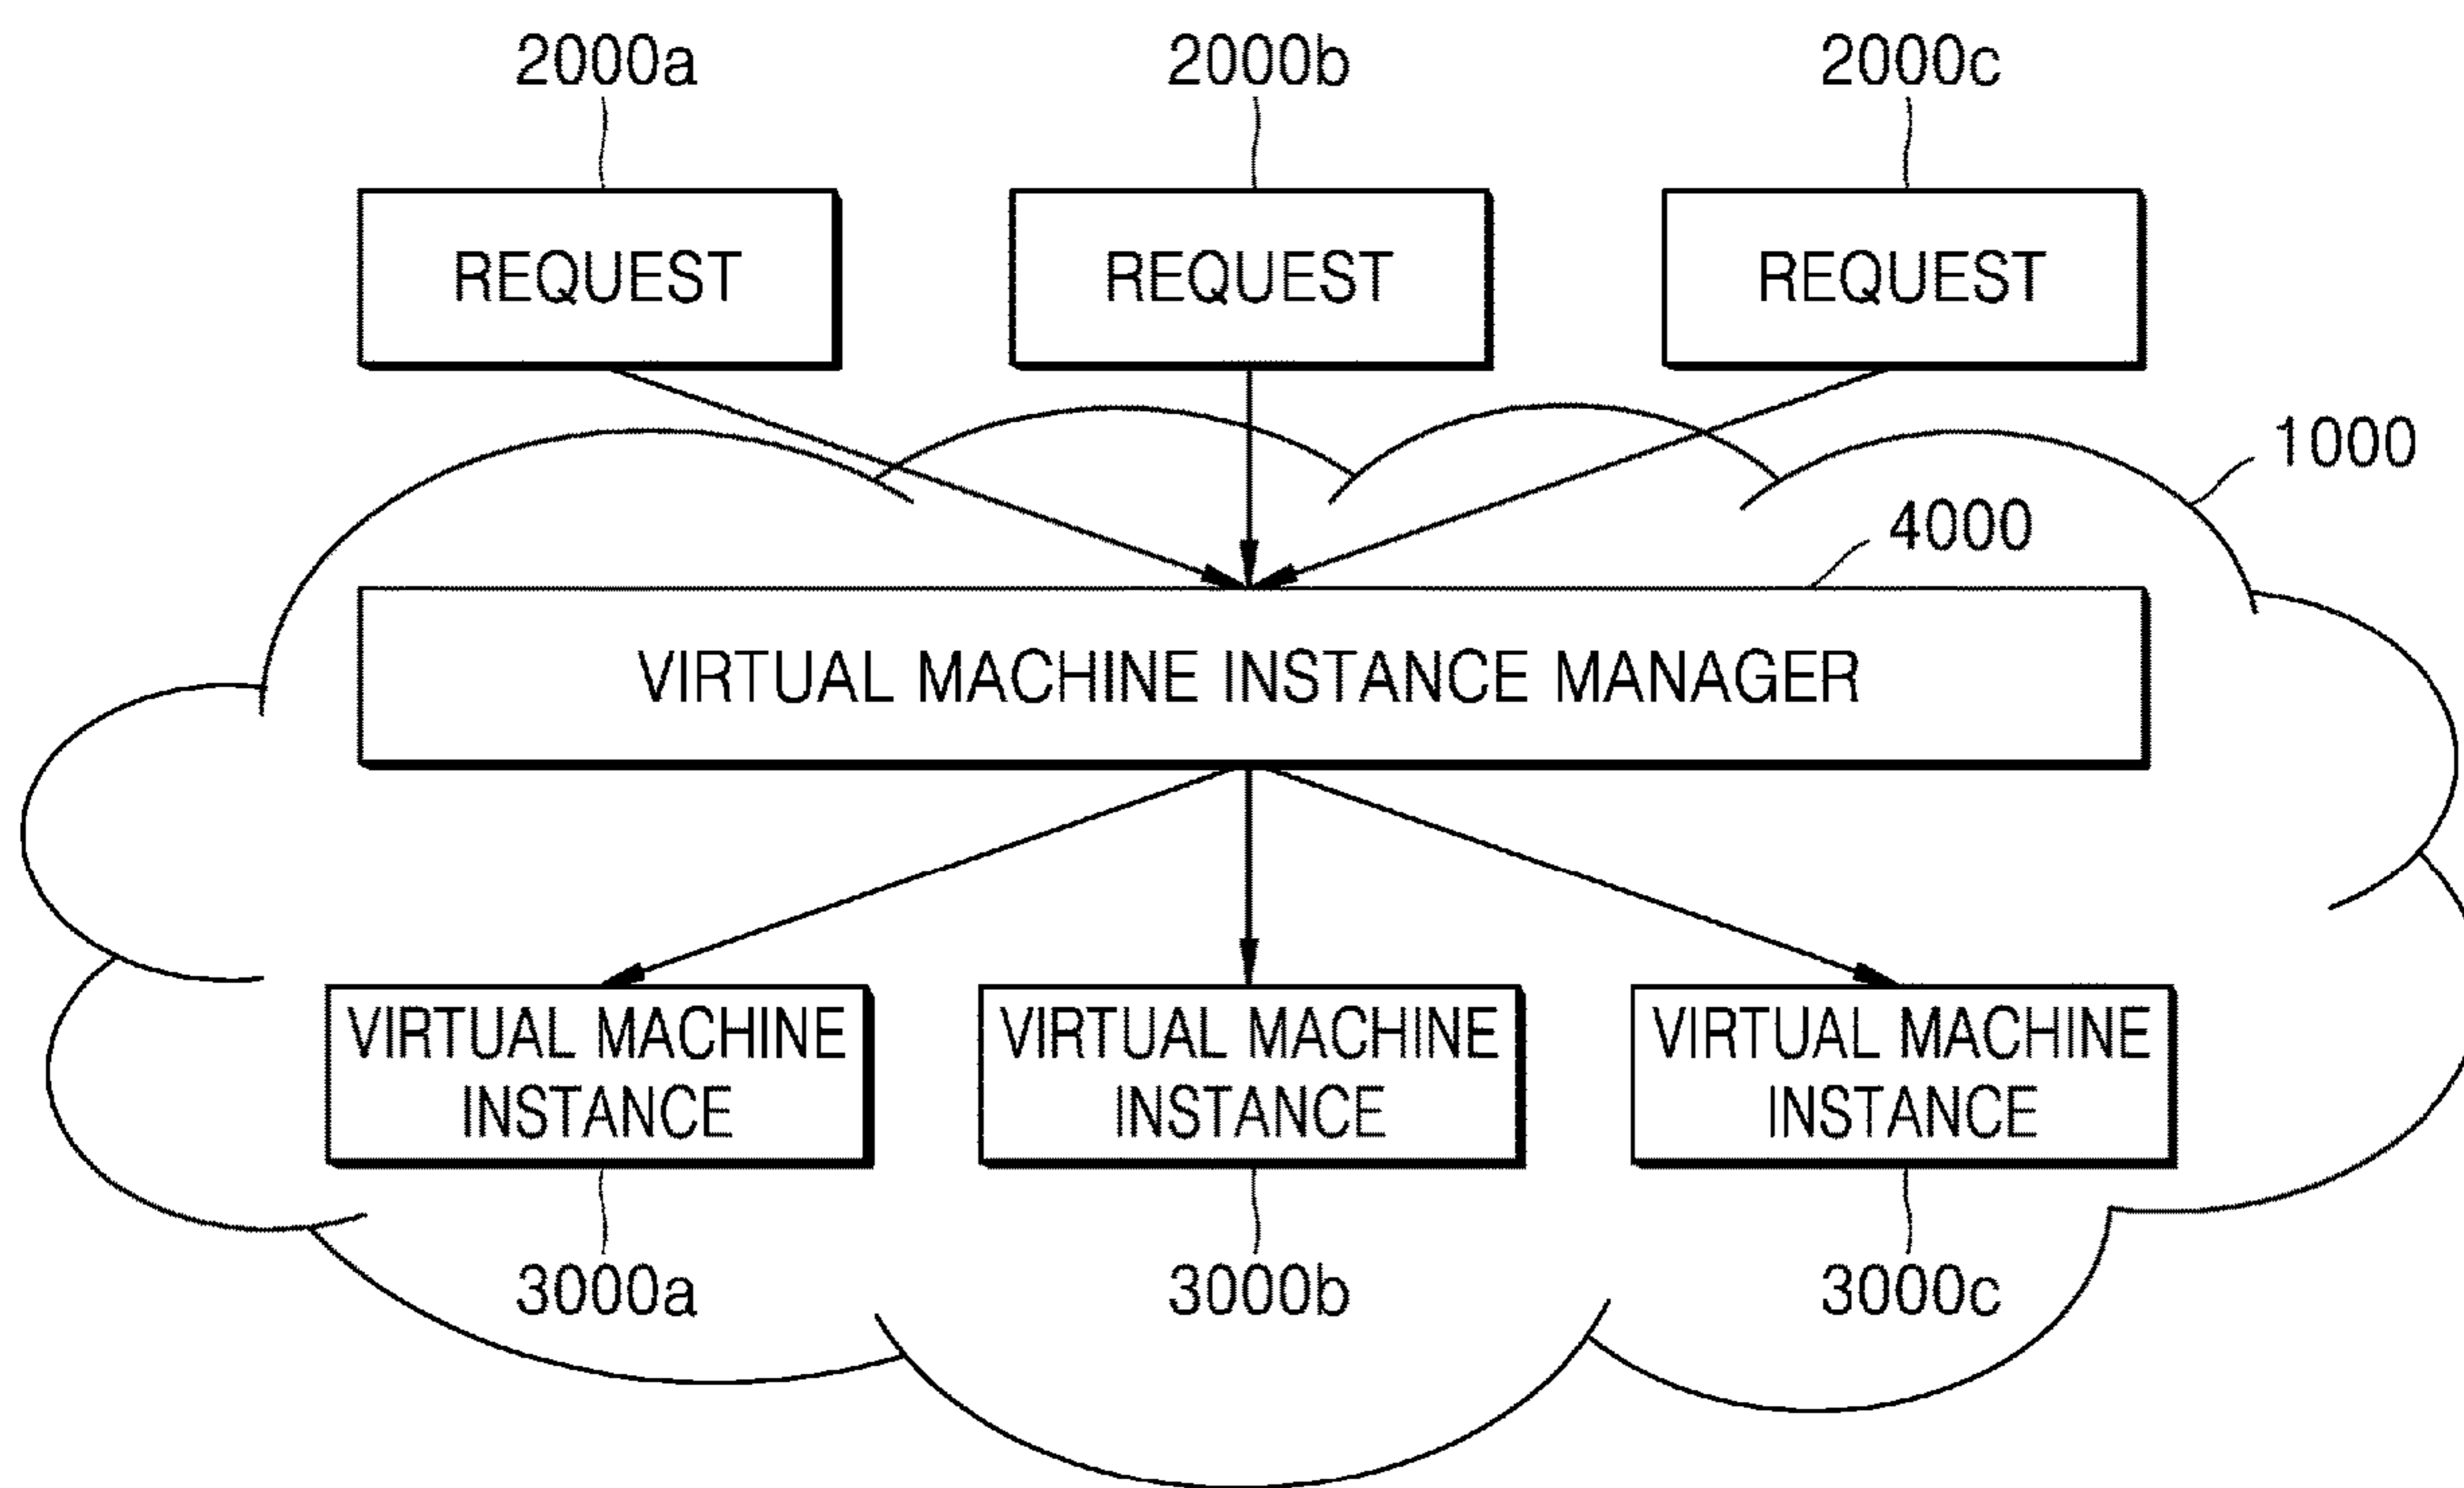 2000a 2000b 2000c
REQUEST REQUEST REQUEST
1000
4000
VIRTUAL MACHINE INSTANCE MANAGER
VIRTUAL MACHINE INSTANCE
VIRTUAL MACHINE INSTANCE
VIRTUAL MACHINE INSTANCE
3000a 3000b 3000c